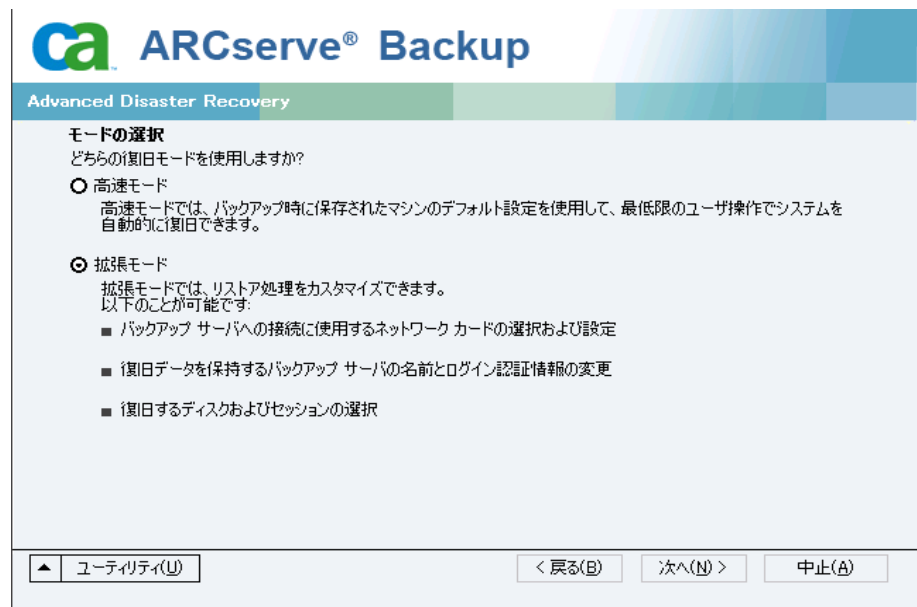 ca ARCserve® Backup
Advanced Disaster Recovery
モードの選択
どちらの復旧モードを使用しますか?
高速モード
高速モードでは、バックアップ時に保存されたマシンのデフォルト設定を使用して、最低限のユーザ操作でシステムを
自動的に復旧できます。
拡張モード
拡張モードでは、リストア処理をカスタマイズできます。
以下のことが可能です:
■ バックアップ サーバへの接続に使用するネットワーク カードの選択および設定
■ 復旧データを保持するバックアップ サーバの名前とログイン認証情報の変更
■ 復旧するディスクおよびセッションの選択
▲ ユーティリティ(U) < 戻る(B) 次へ(N) > 中止(A)